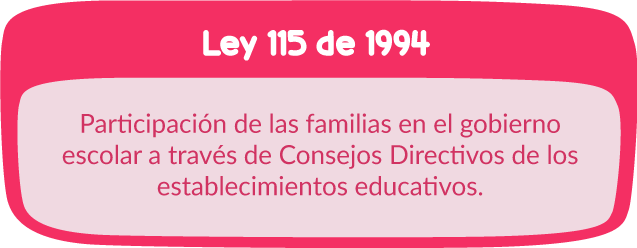 Ley 115 de 1994
Participación de las familias en el gobierno
escolar a través de Consejos Directivos de los
establecimientos educativos.